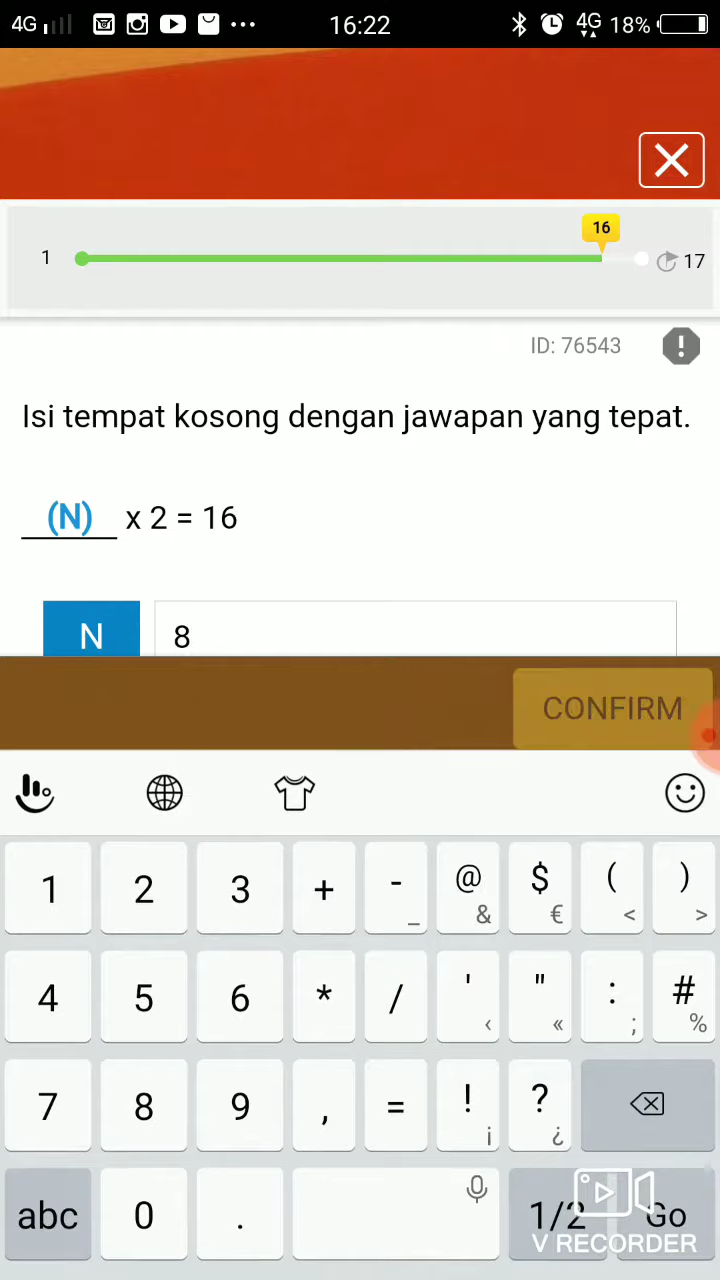 4G 16:22 4G 18%
16
1 17
ID: 76543
Isi tempat kosong dengan jawapan yang tepat.
(N) x 2 = 16
N 8
CONFIRM
1 2 3 + - _ @ & $ € ( < ) >
4 5 6 * / ' ‹ " « : ; # %
7 8 9 , = ! ¡ ? ¿
abc 0 . 1/2 Go
V RECORDER